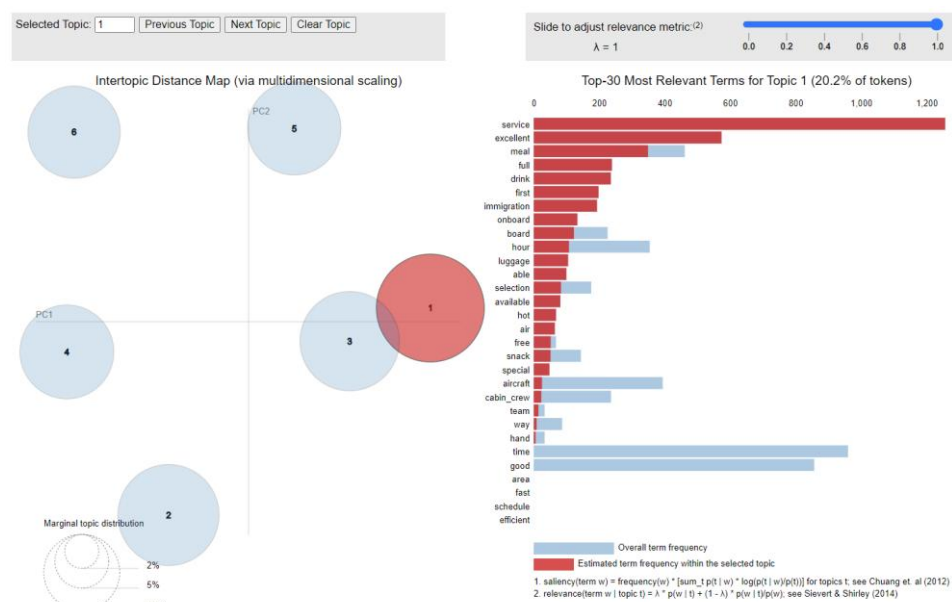 Selected Topic: 1 Previous Topic Next Topic Clear Topic
Slide to adjust relevance metric:(2)
λ = 1
0.0 0.2 0.4 0.6 0.8 1.0
Intertopic Distance Map (via multidimensional scaling)
PC2
PC1
6
5
1
3
4
2
Marginal topic distribution
2%
5%
Top-30 Most Relevant Terms for Topic 1 (20.2% of tokens)
0 200 400 600 800 1,000 1,200
service
excellent
meal
full
drink
first
immigration
onboard
board
hour
luggage
able
selection
available
hot
air
free
snack
special
aircraft
cabin_crew
team
way
hand
time
good
area
fast
schedule
efficient
Overall term frequency
Estimated term frequency within the selected topic
1. saliency(term w) = frequency(w) * [sum_t p(t | w) * log(p(t | w)/p(t))] for topics t; see Chuang et. al (2012)
2. relevance(term w | topic t) = λ * p(w | t) + (1 - λ) * p(w | t)/p(w); see Sievert & Shirley (2014)